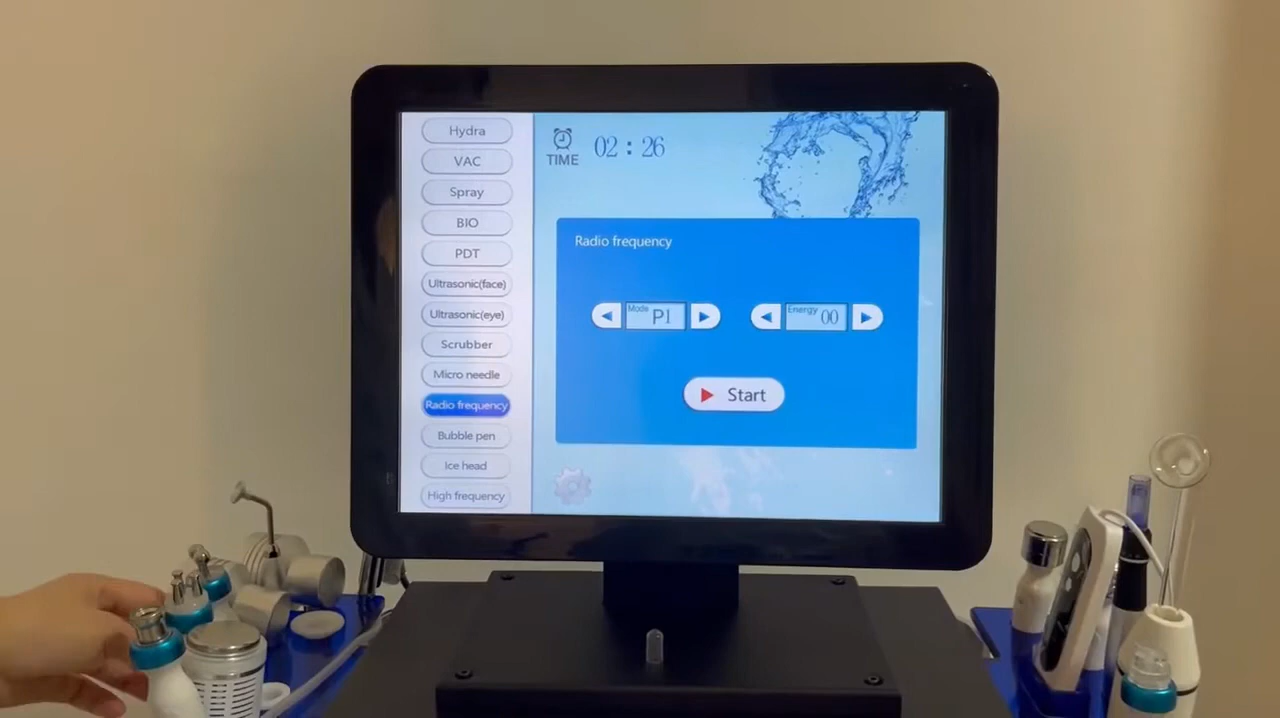 Hydra
VAC
Spray
BIO
PDT
Ultrasonic(face)
Ultrasonic(eye)
Scrubber
Micro needle
Radio frequency
Bubble pen
Ice head
High frequency
TIME
02 : 26
Radio frequency
Mode P1
Energy 00
Start